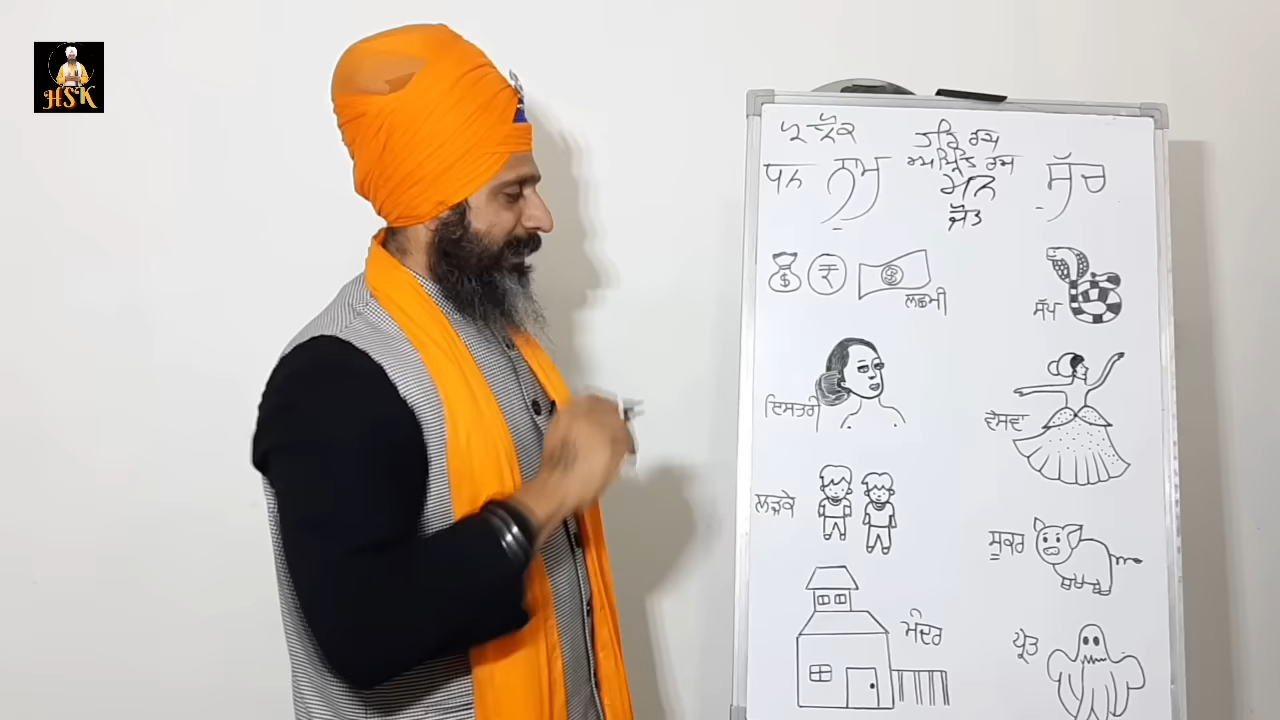 HSK
ਹਰਿ ਰਸ
ਅੰਮ੍ਰਿਤ ਰਸ
ਧਨ ਨਾਮ
ਮਨ
ਸੱਚ
ਜੋਤ
$ ₹ $
ਲਛਮੀ
ਸੱਪ
ਇਸਤਰੀ
ਵੇਸਵਾ
ਲੜਕੇ
ਸੂਕਰ
ਮੰਦਰ
ਪ੍ਰੇਤ